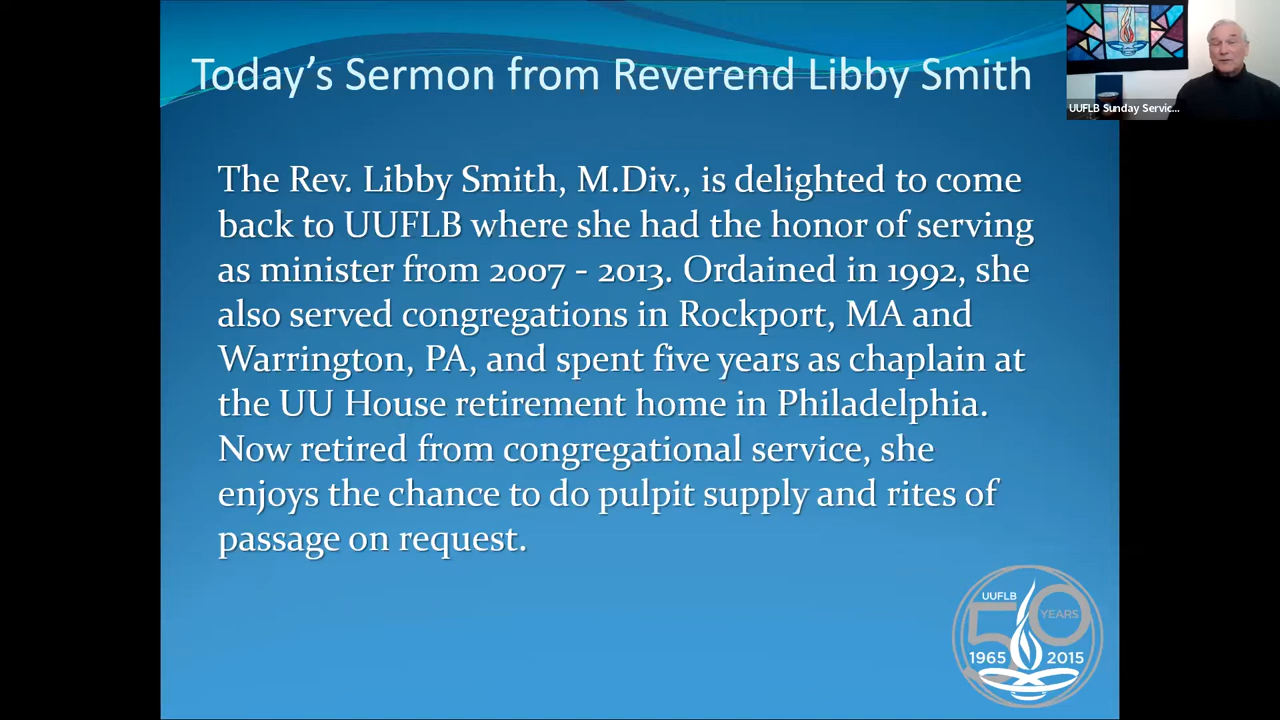 Today's Sermon from Reverend Libby Smith
UUFLB Sunday Servic...
The Rev. Libby Smith, M.Div., is delighted to come
back to UUFLB where she had the honor of serving
as minister from 2007 - 2013. Ordained in 1992, she
also served congregations in Rockport, MA and
Warrington, PA, and spent five years as chaplain at
the UU House retirement home in Philadelphia.
Now retired from congregational service, she
enjoys the chance to do pulpit supply and rites of
passage on request.
UUFLB
50 YEARS
1965 2015